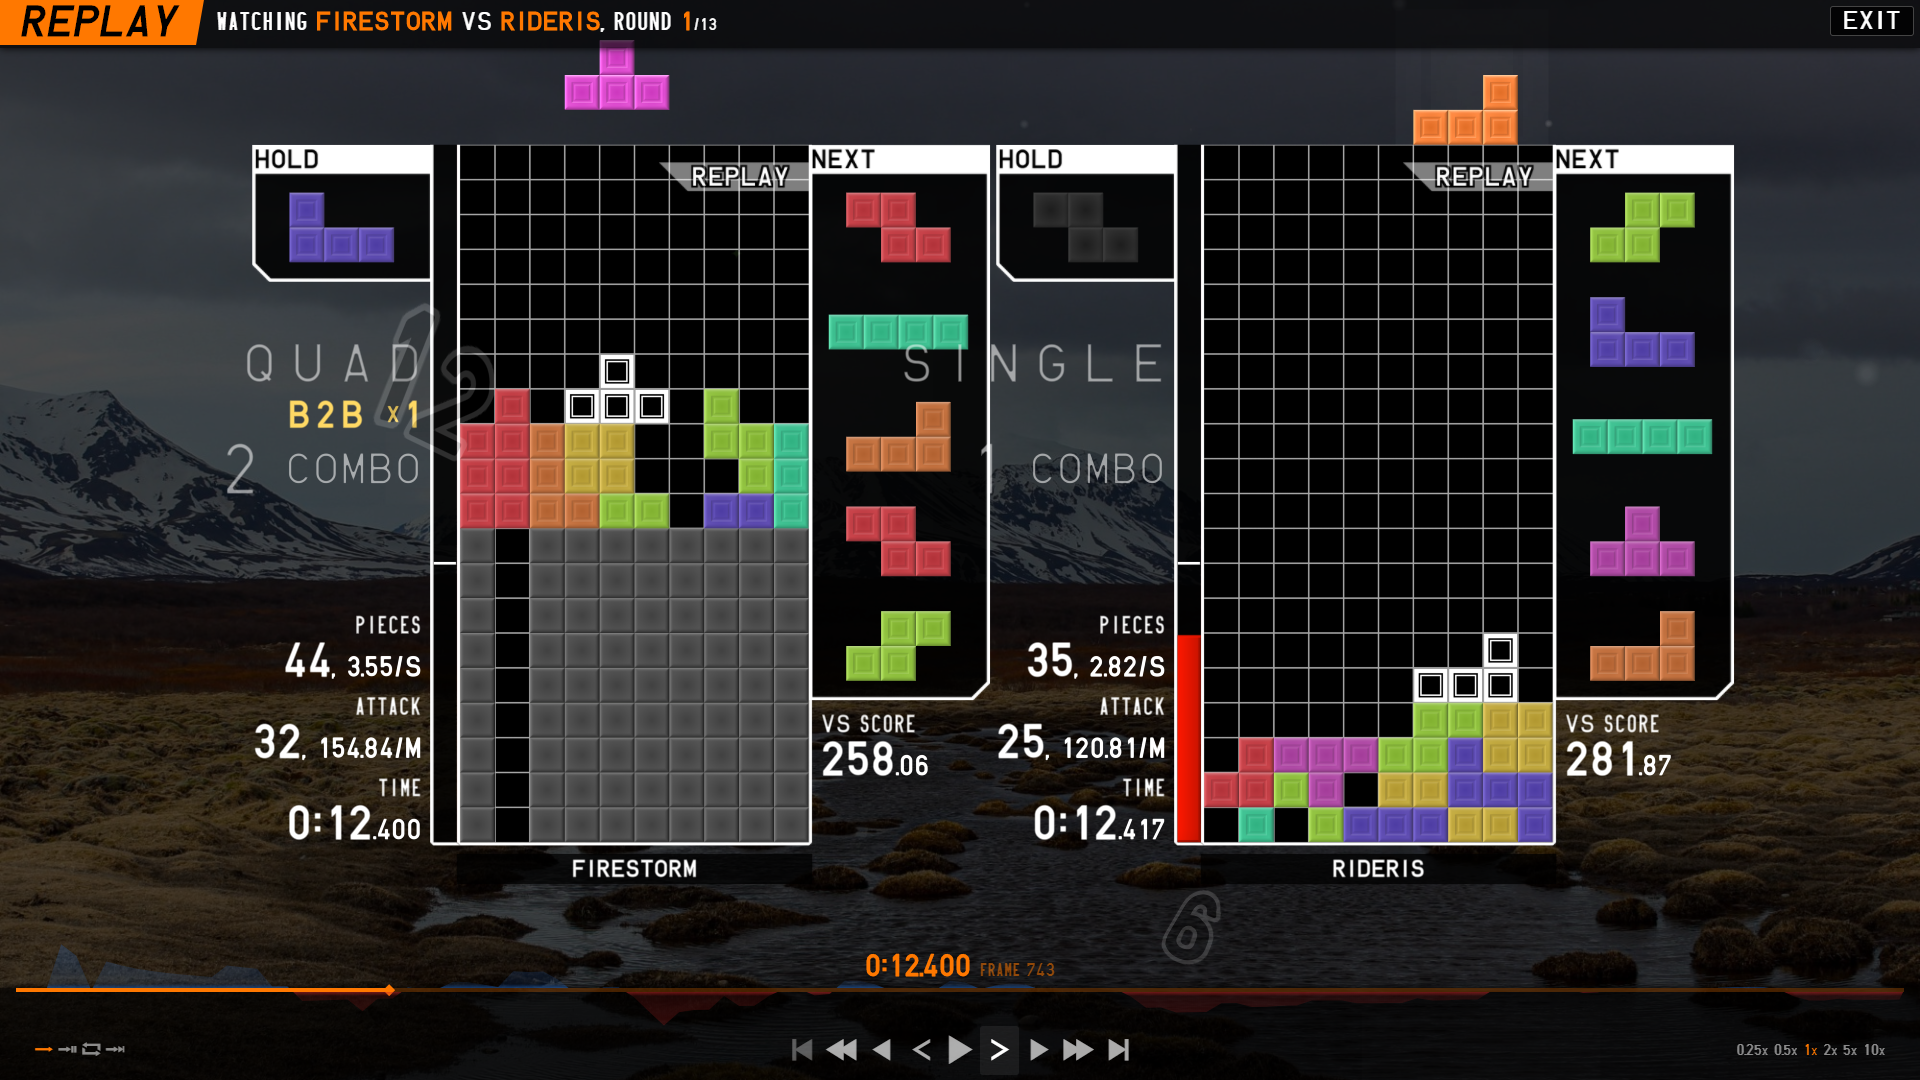 REPLAY
WATCHING FIRESTORM VS RIDERIS, ROUND 1/13
EXIT
HOLD
REPLAY
NEXT
QUAD
B2B x1
2 COMBO
12
PIECES
44, 3.55/S
ATTACK
32, 154.84/M
TIME
0:12.400
VS SCORE
258.06
FIRESTORM
HOLD
REPLAY
NEXT
SINGLE
1 COMBO
PIECES
35, 2.82/S
ATTACK
25, 120.81/M
TIME
0:12.417
VS SCORE
281.87
RIDERIS
6
0:12.400 FRAME 743
0.25x 0.5x 1x 2x 5x 10x